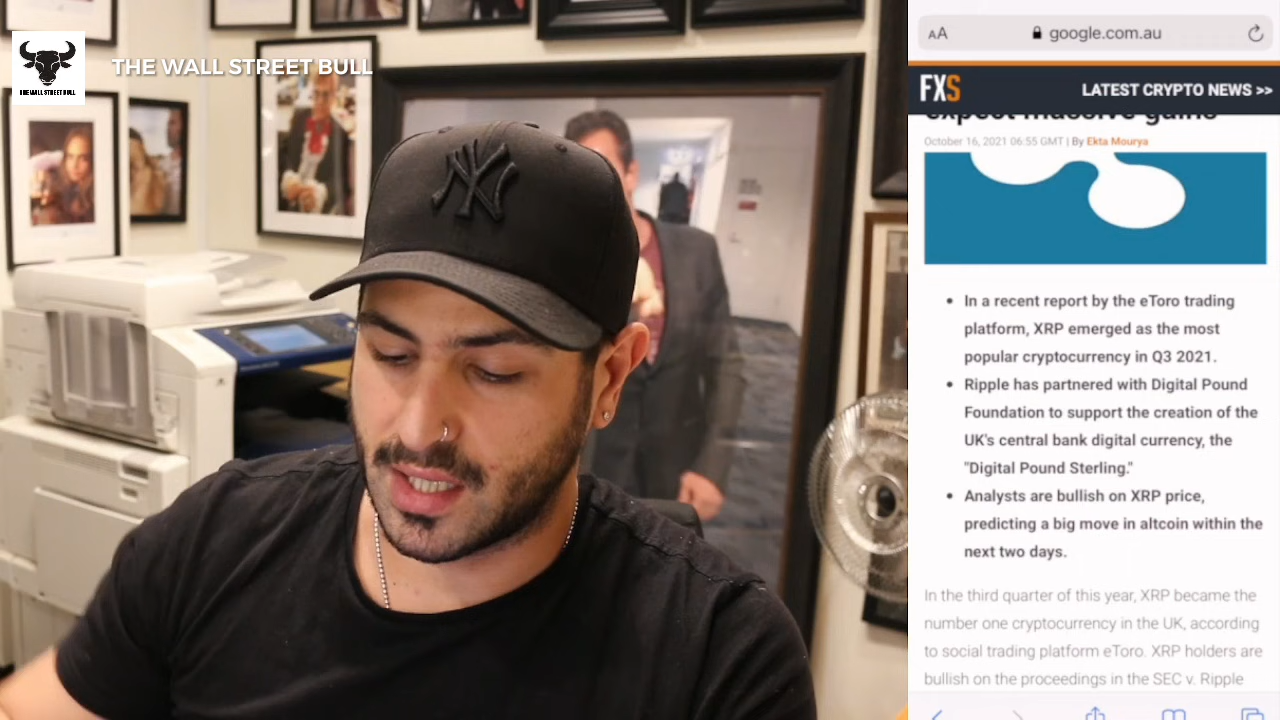 THE WALL STREET BULL
THE WALL STREET BULL
NY
AA
google.com.au
FXS
LATEST CRYPTO NEWS >>
expect massive gains
October 16, 2021 06:55 GMT | By Ekta Mourya
• In a recent report by the eToro trading
platform, XRP emerged as the most
popular cryptocurrency in Q3 2021.
• Ripple has partnered with Digital Pound
Foundation to support the creation of the
UK's central bank digital currency, the
"Digital Pound Sterling."
• Analysts are bullish on XRP price,
predicting a big move in altcoin within the
next two days.
In the third quarter of this year, XRP became the
number one cryptocurrency in the UK, according
to social trading platform eToro. XRP holders are
bullish on the proceedings in the SEC v. Ripple